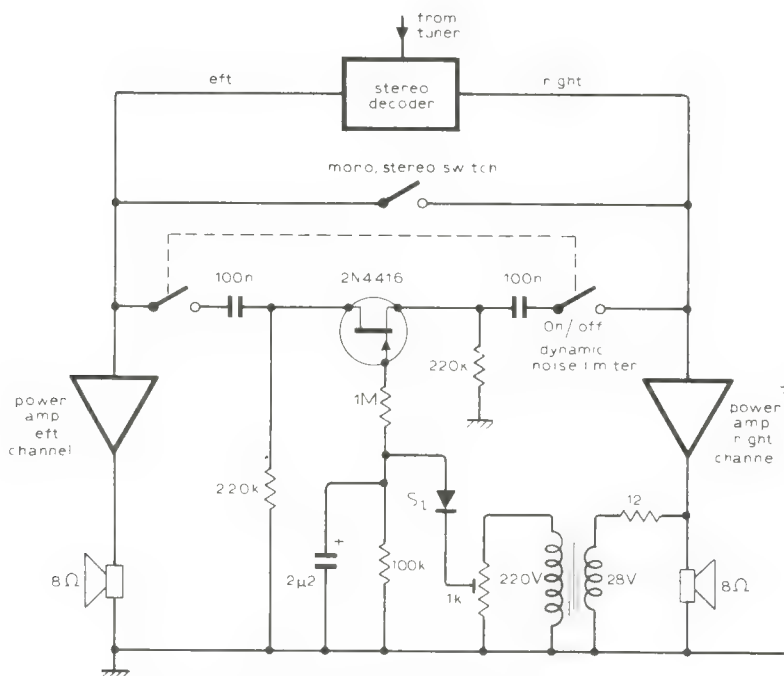 from
tuner
eft
stereo
decoder
r ght
mono, stereo sw tch
100n
2N4416
100n
On/off
dynamic
noise l m ter
220k
1M
power
amp
eft
channel
power
amp
r ght
channe
220k
S1
12
2µ2
+
100k
1k
220V
28V
8Ω
8Ω